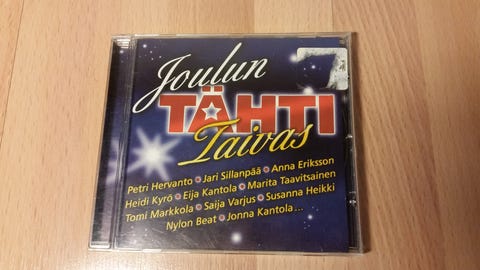 Joulun
TÄHTI
Taivas
Petri Hervanto Jari Sillanpää Anna Eriksson
Heidi Kyrö Eija Kantola Marita Taavitsainen
Tomi Markkola Saija Varjus Susanna Heikki
Nylon Beat Jonna Kantola...